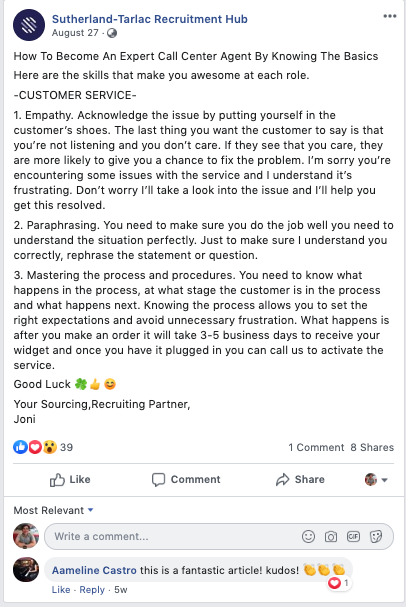 Sutherland-Tarlac Recruitment Hub
August 27 ·
How To Become An Expert Call Center Agent By Knowing The Basics
Here are the skills that make you awesome at each role.
-CUSTOMER SERVICE-
1. Empathy. Acknowledge the issue by putting yourself in the
customer's shoes. The last thing you want the customer to say is that
you're not listening and you don't care. If they see that you care, they
are more likely to give you a chance to fix the problem. I'm sorry you're
encountering some issues with the service and I understand it's
frustrating. Don't worry I'll take a look into the issue and I'll help you
get this resolved.
2. Paraphrasing. You need to make sure you do the job well you need to
understand the situation perfectly. Just to make sure I understand you
correctly, rephrase the statement or question.
3. Mastering the process and procedures. You need to know what
happens in the process, at what stage the customer is in the process
and what happens next. Knowing the process allows you to set the
right expectations and avoid unnecessary frustration. What happens is
after you make an order it will take 3-5 business days to receive your
widget and once you have it plugged in you can call us to activate the
service.
Good Luck 🍀👍😊
Your Sourcing,Recruiting Partner,
Joni
39 1 Comment 8 Shares
Like Comment Share
Most Relevant
Write a comment...
GIF
Aameline Castro this is a fantastic article! kudos! 👏👏👏
1
Like · Reply · 5w